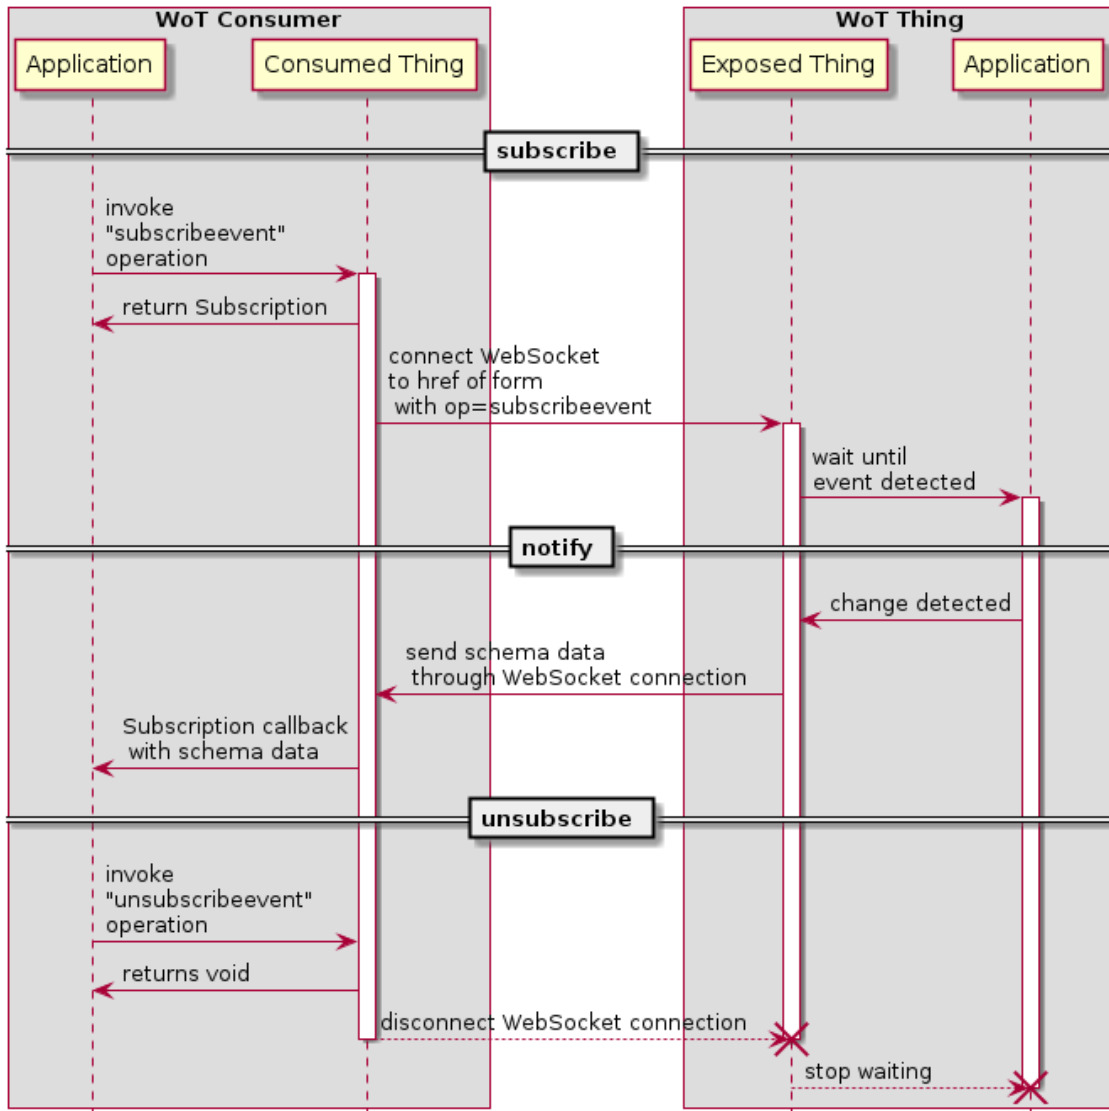 WoT Consumer
WoT Thing
Application
Consumed Thing
Exposed Thing
Application
subscribe
invoke
"subscribeevent"
operation
return Subscription
connect WebSocket
to href of form
with op=subscribeevent
wait until
event detected
notify
change detected
send schema data
through WebSocket connection
Subscription callback
with schema data
unsubscribe
invoke
"unsubscribeevent"
operation
returns void
disconnect WebSocket connection
stop waiting